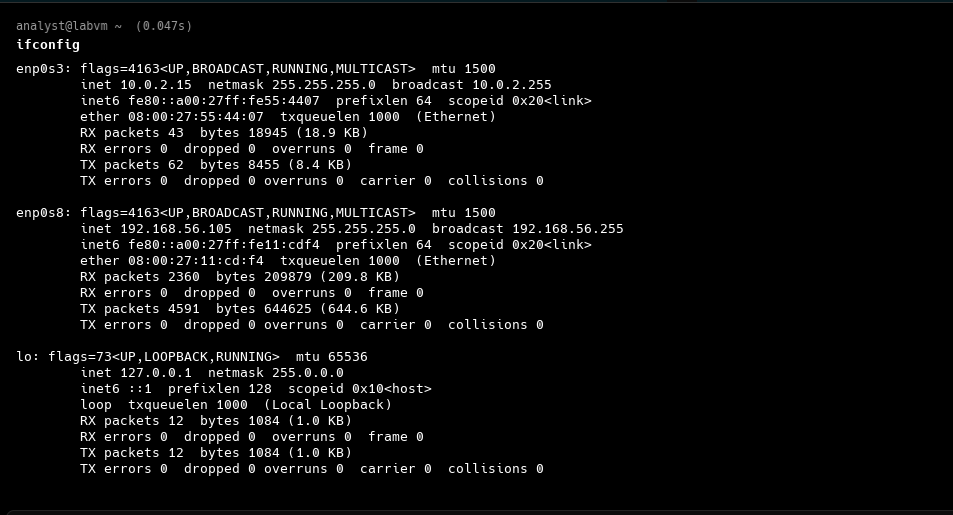 analyst@labvm ~  (0.047s)
ifconfig
enp0s3: flags=4163<UP,BROADCAST,RUNNING,MULTICAST>  mtu 1500
        inet 10.0.2.15  netmask 255.255.255.0  broadcast 10.0.2.255
        inet6 fe80::a00:27ff:fe55:4407  prefixlen 64  scopeid 0x20<link>
        ether 08:00:27:55:44:07  txqueuelen 1000  (Ethernet)
        RX packets 43  bytes 18945 (18.9 KB)
        RX errors 0  dropped 0  overruns 0  frame 0
        TX packets 62  bytes 8455 (8.4 KB)
        TX errors 0  dropped 0 overruns 0  carrier 0  collisions 0

enp0s8: flags=4163<UP,BROADCAST,RUNNING,MULTICAST>  mtu 1500
        inet 192.168.56.105  netmask 255.255.255.0  broadcast 192.168.56.255
        inet6 fe80::a00:27ff:fe11:cdf4  prefixlen 64  scopeid 0x20<link>
        ether 08:00:27:11:cd:f4  txqueuelen 1000  (Ethernet)
        RX packets 2360  bytes 209879 (209.8 KB)
        RX errors 0  dropped 0  overruns 0  frame 0
        TX packets 4591  bytes 644625 (644.6 KB)
        TX errors 0  dropped 0 overruns 0  carrier 0  collisions 0

lo: flags=73<UP,LOOPBACK,RUNNING>  mtu 65536
        inet 127.0.0.1  netmask 255.0.0.0
        inet6 ::1  prefixlen 128  scopeid 0x10<host>
        loop  txqueuelen 1000  (Local Loopback)
        RX packets 12  bytes 1084 (1.0 KB)
        RX errors 0  dropped 0  overruns 0  frame 0
        TX packets 12  bytes 1084 (1.0 KB)
        TX errors 0  dropped 0 overruns 0  carrier 0  collisions 0